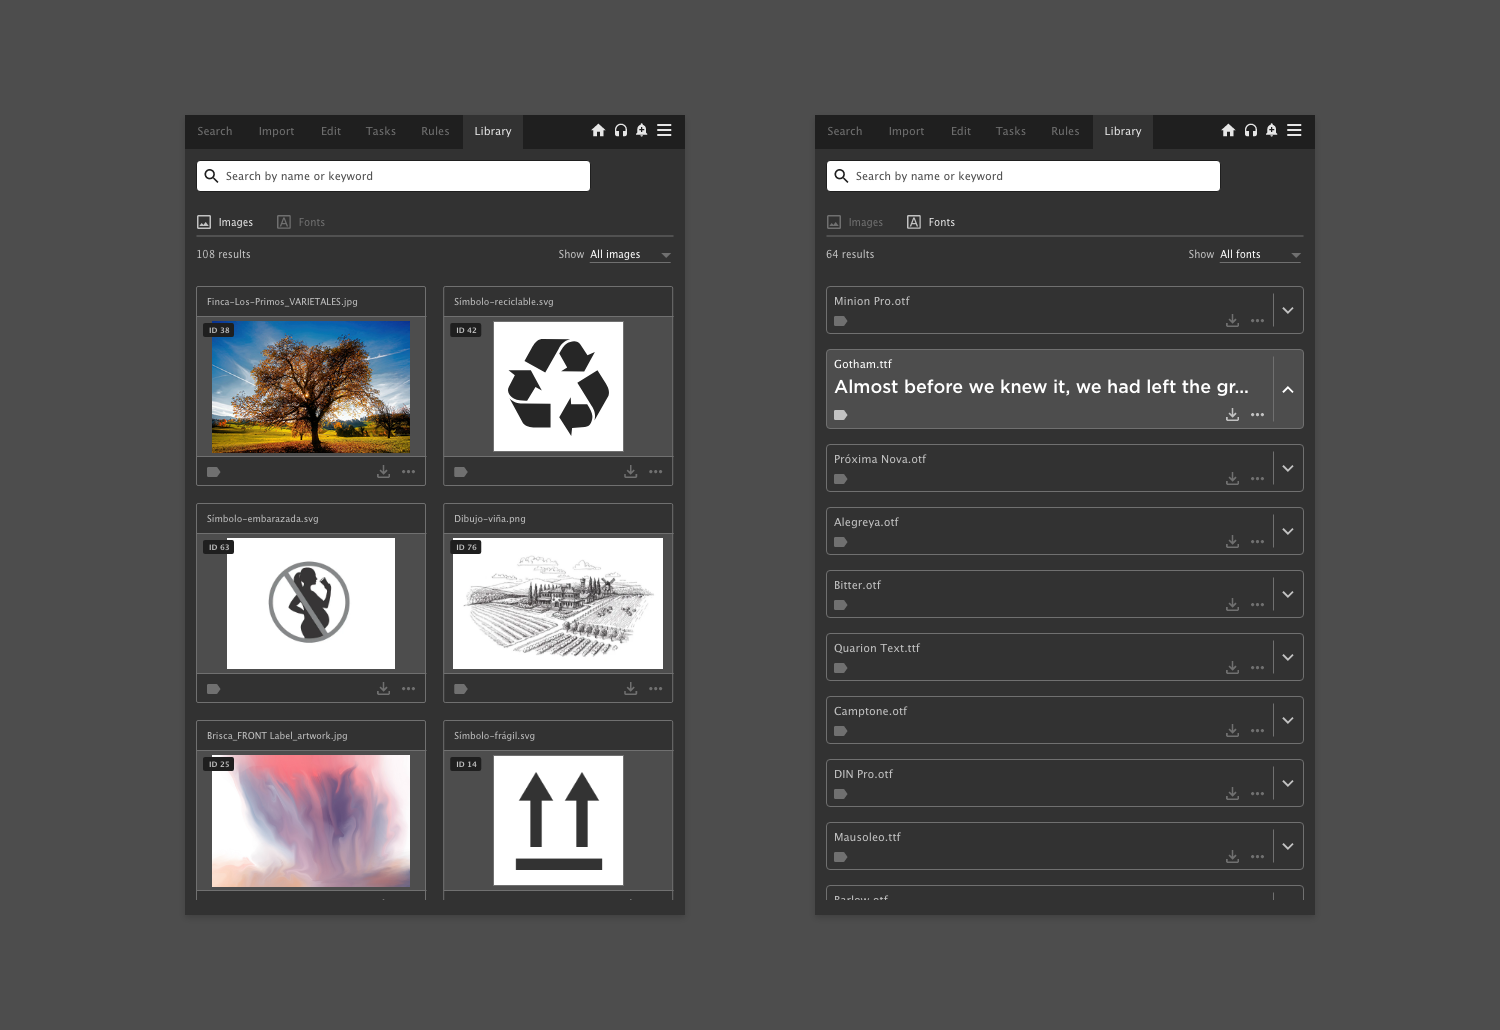 Search Import Edit Tasks Rules Library
Search by name or keyword
Images Fonts
108 results Show All images
Finca-Los-Primos_VARIETALES.jpg
ID 38
Símbolo-reciclable.svg
ID 42
Símbolo-embarazada.svg
ID 63
Dibujo-viña.png
ID 76
Brisca_FRONT Label_artwork.jpg
ID 25
Símbolo-frágil.svg
ID 14
Search Import Edit Tasks Rules Library
Search by name or keyword
Images A Fonts
64 results Show All fonts
Minion Pro.otf
Gotham.ttf
Almost before we knew it, we had left the gr...
Próxima Nova.otf
Alegreya.otf
Bitter.otf
Quarion Text.ttf
Camptone.otf
DIN Pro.otf
Mausoleo.ttf
Barlow.otf